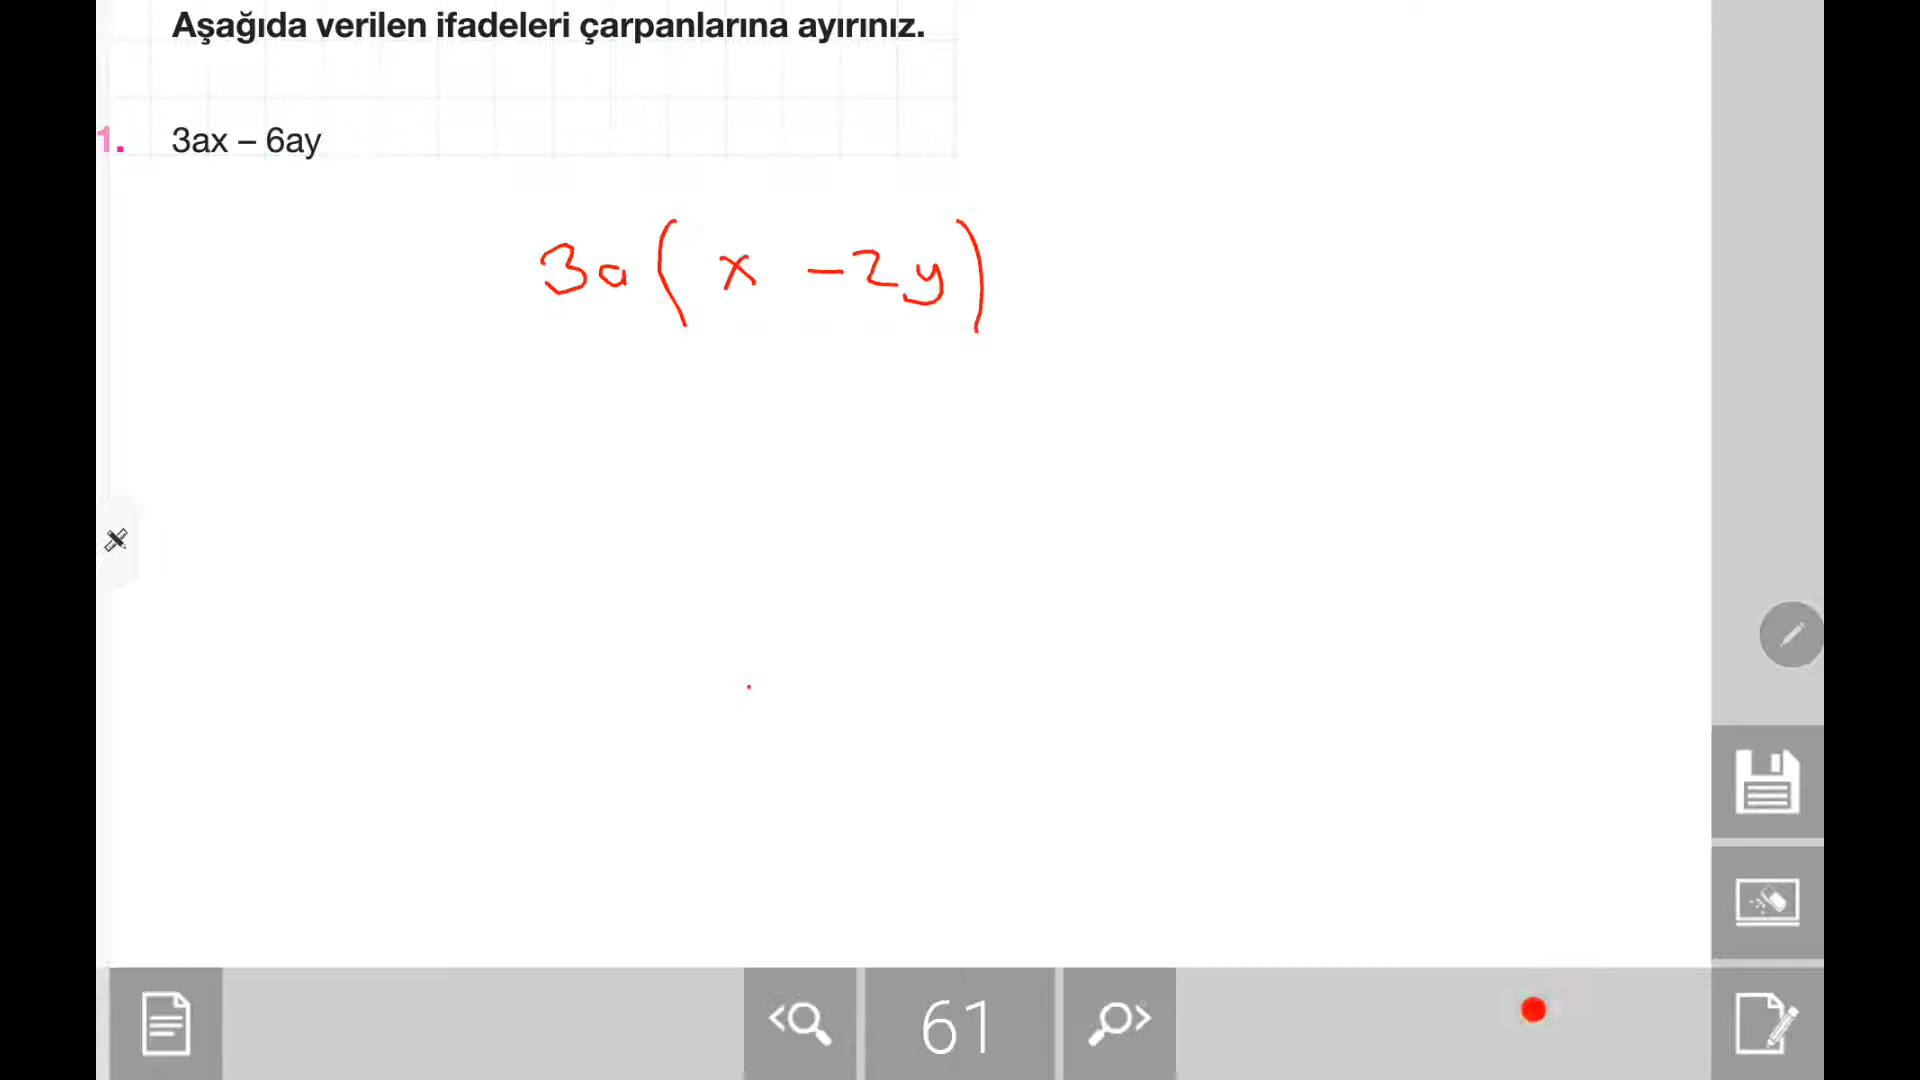 Aşağıda verilen ifadeleri çarpanlarına ayırınız.
1. 3ax – 6ay
3a(x - 2y)
61